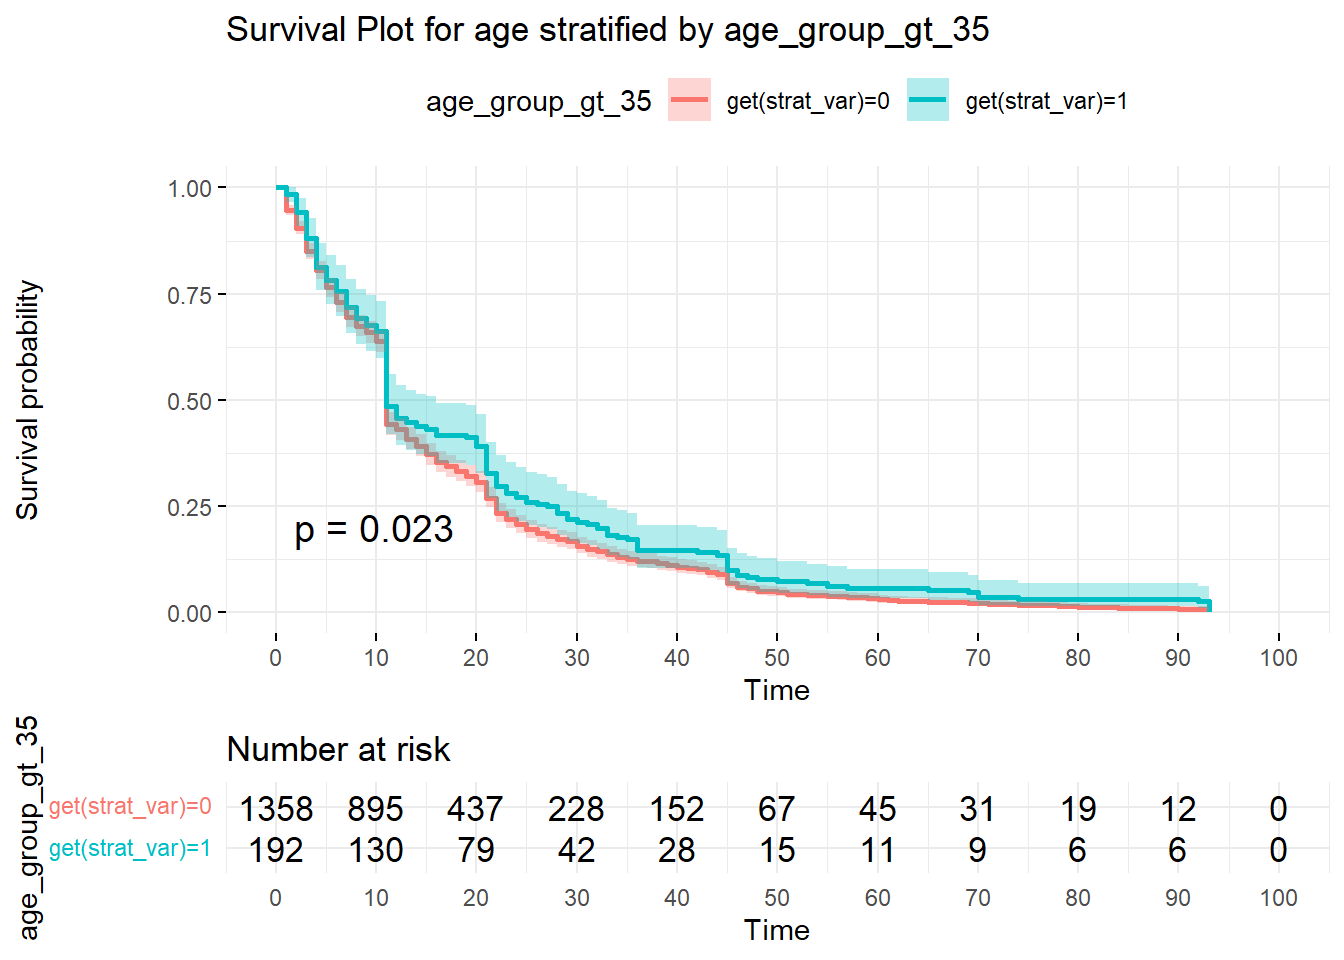 Survival Plot for age stratified by age_group_gt_35
age_group_gt_35 get(strat_var)=0 get(strat_var)=1
Survival probability
1.00
0.75
0.50
0.25
0.00
p = 0.023
0 10 20 30 40 50 60 70 80 90 100
Time
Number at risk
age_group_gt_35
get(strat_var)=0 1358 895 437 228 152 67 45 31 19 12 0
get(strat_var)=1 192 130 79 42 28 15 11 9 6 6 0
0 10 20 30 40 50 60 70 80 90 100
Time